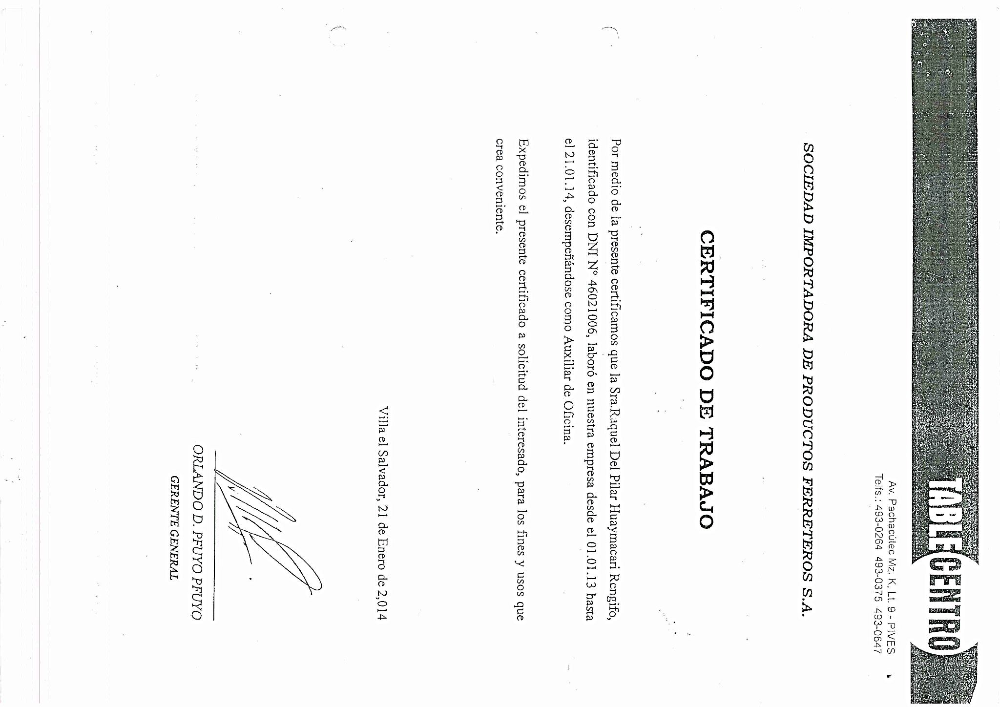 TABLECENTRO
Av. Pachacútec Mz. K, Lt. 9 - PIVES
Telfs.: 493-0264 493-0375 493-0647
SOCIEDAD IMPORTADORA DE PRODUCTOS FERRETEROS S.A.
CERTIFICADO DE TRABAJO
Por medio de la presente certificamos que la Sra.Raquel Del Pilar Huaymacari Rengifo,
identificado con DNI N° 46021006, laboró en nuestra empresa desde el 01.01.13 hasta
el 21.01.14, desempeñándose como Auxiliar de Oficina.
Expedimos el presente certificado a solicitud del interesado, para los fines y usos que
crea conveniente.
Villa el Salvador, 21 de Enero de 2,014
ORLANDO D. PFUYO PFUYO
GERENTE GENERAL